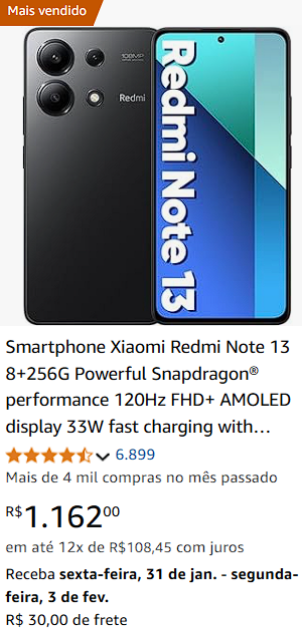 Mais vendido
100MP
Redmi
Redmi Note 13
Smartphone Xiaomi Redmi Note 13
8+256G Powerful Snapdragon®
performance 120Hz FHD+ AMOLED
display 33W fast charging with...
6.899
Mais de 4 mil compras no mês passado
R$1.16200
em até 12x de R$108,45 com juros
Receba sexta-feira, 31 de jan. - segunda-
feira, 3 de fev.
R$ 30,00 de frete